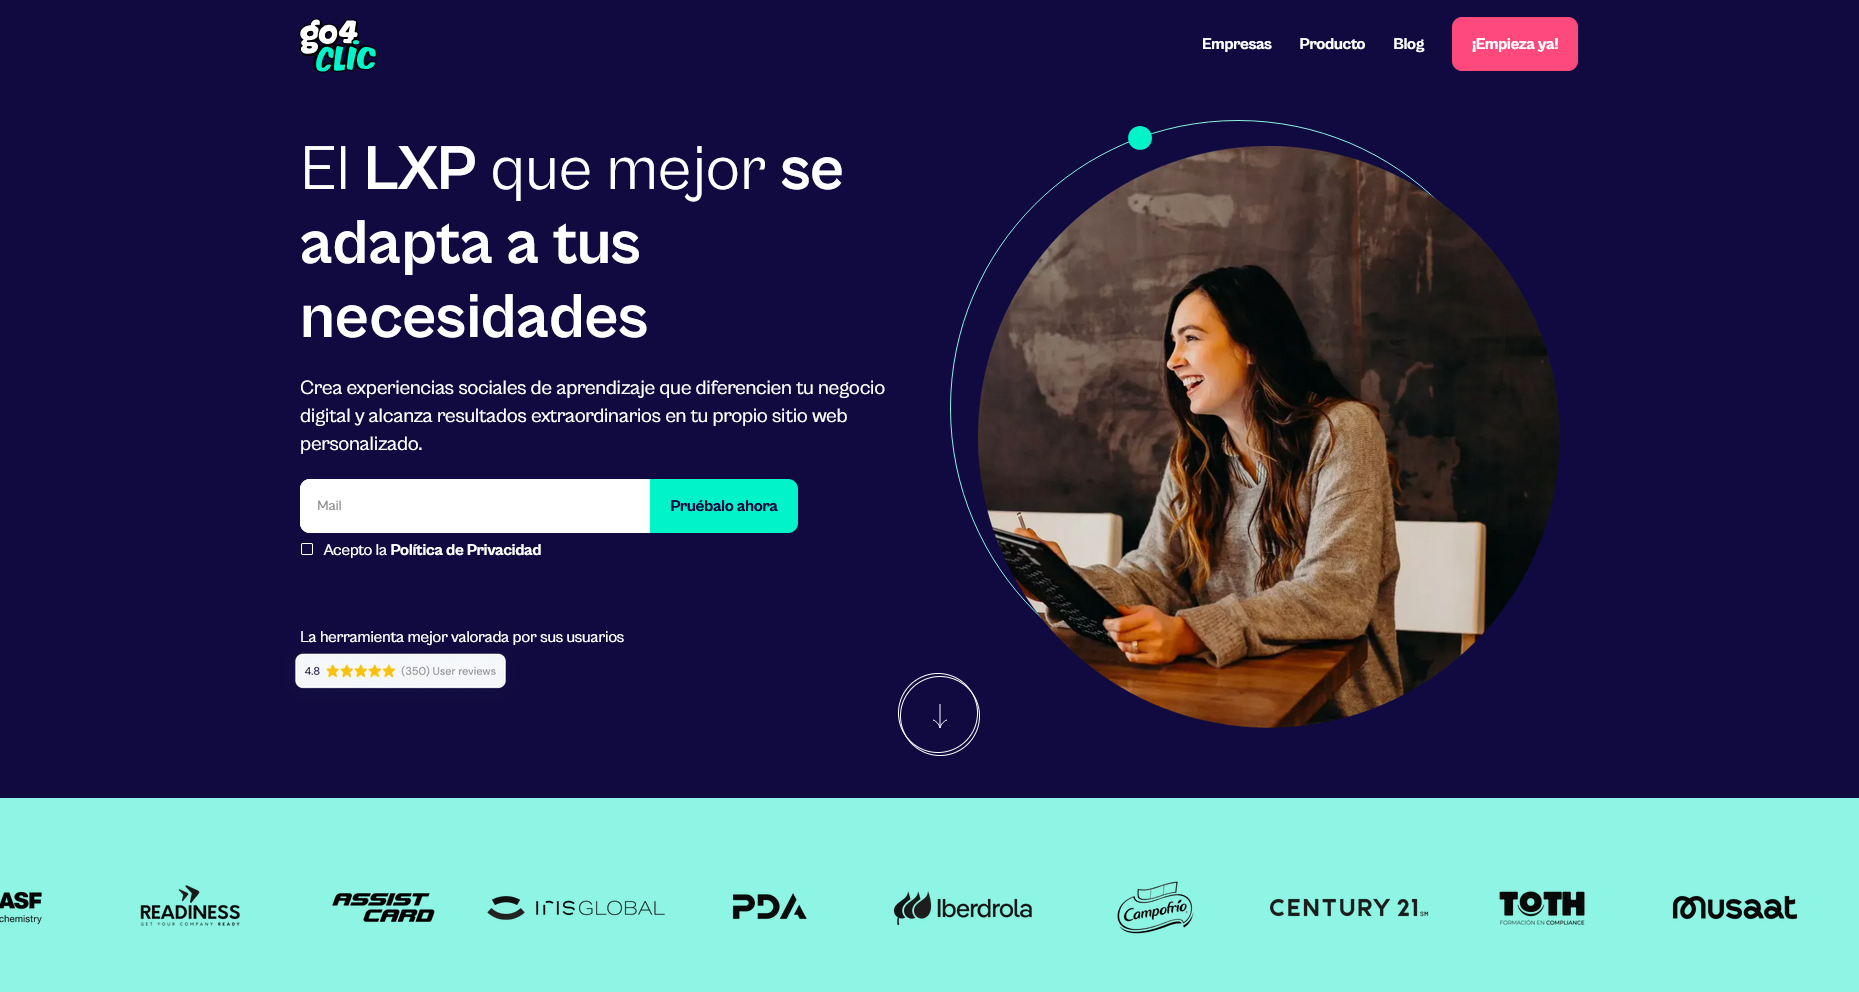 go4
CLIC
Empresas
Producto
Blog
¡Empieza ya!
El LXP que mejor se
adapta a tus
necesidades
Crea experiencias sociales de aprendizaje que diferencien tu negocio
digital y alcanza resultados extraordinarios en tu propio sitio web
personalizado.
Mail
Pruébalo ahora
Acepto la Política de Privacidad
La herramienta mejor valorada por sus usuarios
4.8
(350) User reviews
ASF
chemistry
READINESS
GET YOUR COMPANY READY
ASSIST
CARD
IrISGLOBAL
PDA
Iberdrola
Campofrío
CENTURY 21 SM
TOTH
FORMACIÓN EN COMPLIANCE
musaat